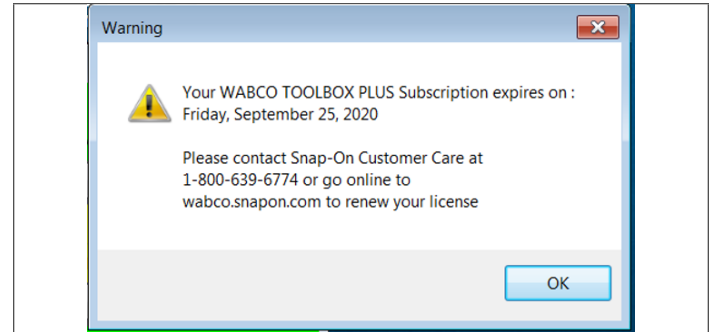 Warning
Your WABCO TOOLBOX PLUS Subscription expires on :
Friday, September 25, 2020
Please contact Snap-On Customer Care at
1-800-639-6774 or go online to
wabco.snapon.com to renew your license
OK